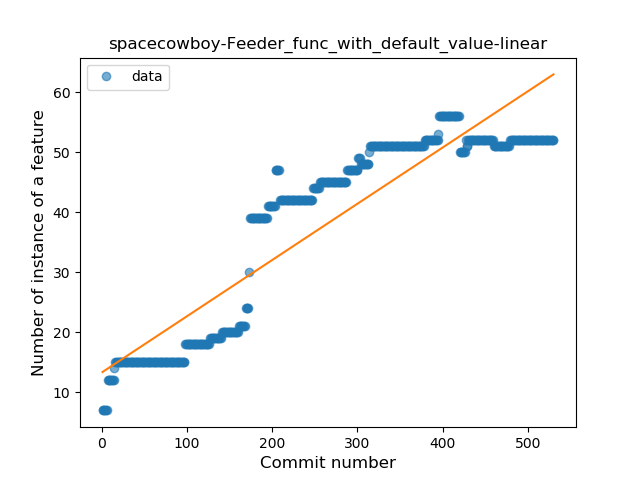 spacecowboy-Feeder_func_with_default_value-linear
data
Number of instance of a feature
60
50
40
30
20
10
0 100 200 300 400 500
Commit number